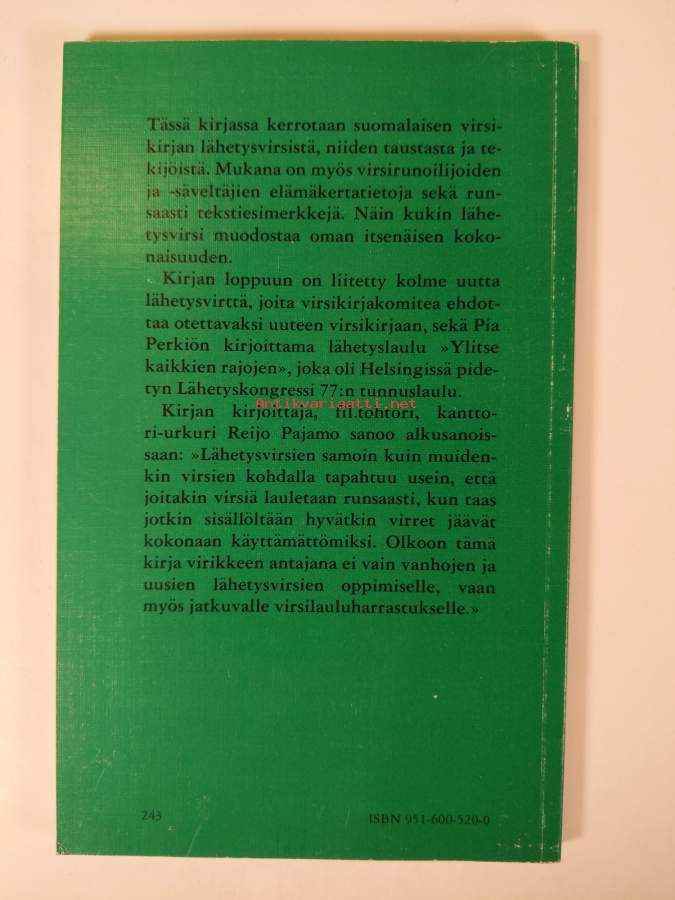 Tässä kirjassa kerrotaan suomalaisen virsi-
kirjan lähetysvirsistä, niiden taustasta ja te-
kijöistä. Mukana on myös virsirunoilijoiden
ja -säveltäjien elämäkertatietoja sekä run-
saasti tekstiesimerkkejä. Näin kukin lähe-
tysvirsi muodostaa oman itsenäisen koko-
naisuuden.
Kirjan loppuun on liitetty kolme uutta
lähetysvirttä, joita virsikirjakomitea ehdot-
taa otettavaksi uuteen virsikirjaan, sekä Pia
Perkiön kirjoittama lähetyslaulu »Ylitse
kaikkien rajojen», joka oli Helsingissä pide-
tyn Lähetyskongressi 77:n tunnuslaulu.
Antikvariaatti.net
Kirjan kirjoittaja, fil.tohtori, kantto-
ri-urkuri Reijo Pajamo sanoo alkusanois-
saan: »Lähetysvirsien samoin kuin muiden-
kin virsien kohdalla tapahtuu usein, että
joitakin virsiä lauletaan runsaasti, kun taas
jotkin sisällöltään hyvätkin virret jäävät
kokonaan käyttämättömiksi. Olkoon tämä
kirja virikkeen antajana ei vain vanhojen ja
uusien lähetysvirsien oppimiselle, vaan
myös jatkuvalle virsilauluharrastukselle.»
243
ISBN 951-600-520-0